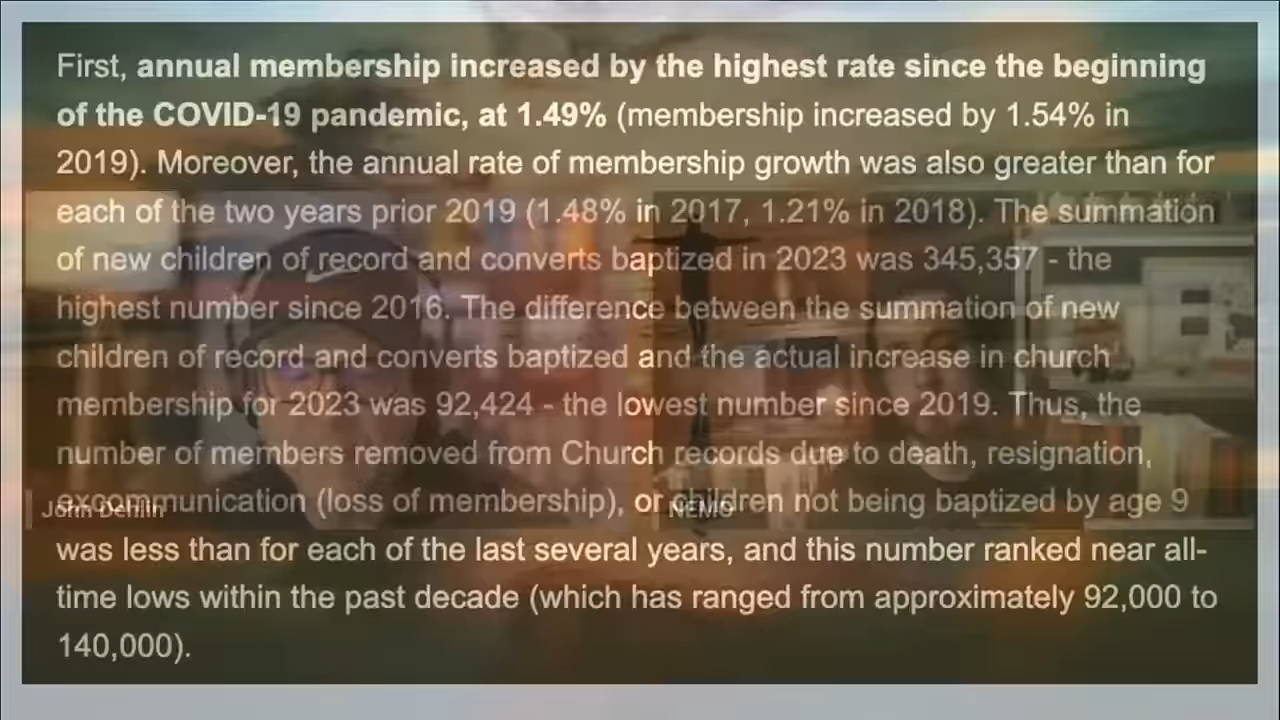 First, annual membership increased by the highest rate since the beginning
of the COVID-19 pandemic, at 1.49% (membership increased by 1.54% in
2019). Moreover, the annual rate of membership growth was also greater than for
each of the two years prior 2019 (1.48% in 2017, 1.21% in 2018). The summation
of new children of record and converts baptized in 2023 was 345,357 - the
highest number since 2016. The difference between the summation of new
children of record and converts baptized and the actual increase in church
membership for 2023 was 92,424 - the lowest number since 2019. Thus, the
number of members removed from Church records due to death, resignation,
excommunication (loss of membership), or children not being baptized by age 9
John Dehlin
NEMO
was less than for each of the last several years, and this number ranked near all-
time lows within the past decade (which has ranged from approximately 92,000 to
140,000).